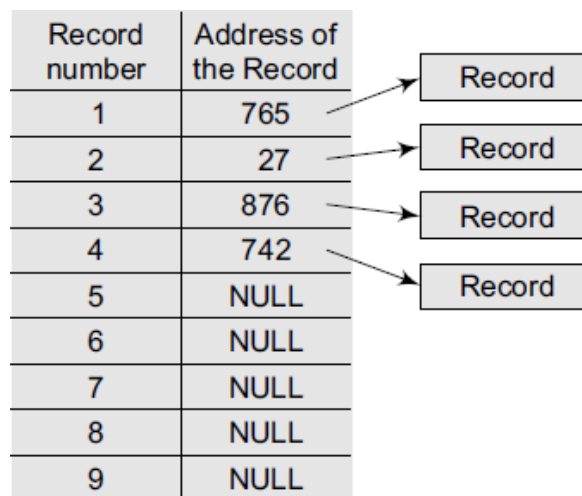 Record number Address of the Record
1 765 Record
2 27 Record
3 876 Record
4 742 Record
5 NULL
6 NULL
7 NULL
8 NULL
9 NULL